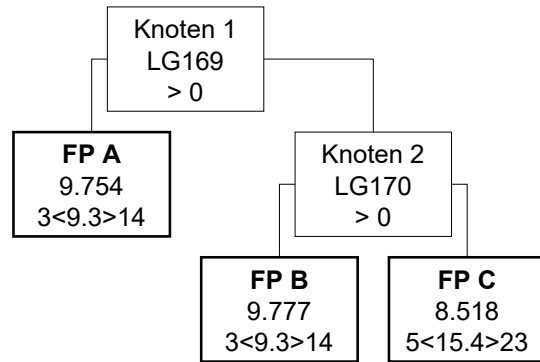 Knoten 1
LG169
> 0
FP A
9.754
3<9.3>14
Knoten 2
LG170
> 0
FP B
9.777
3<9.3>14
FP C
8.518
5<15.4>23